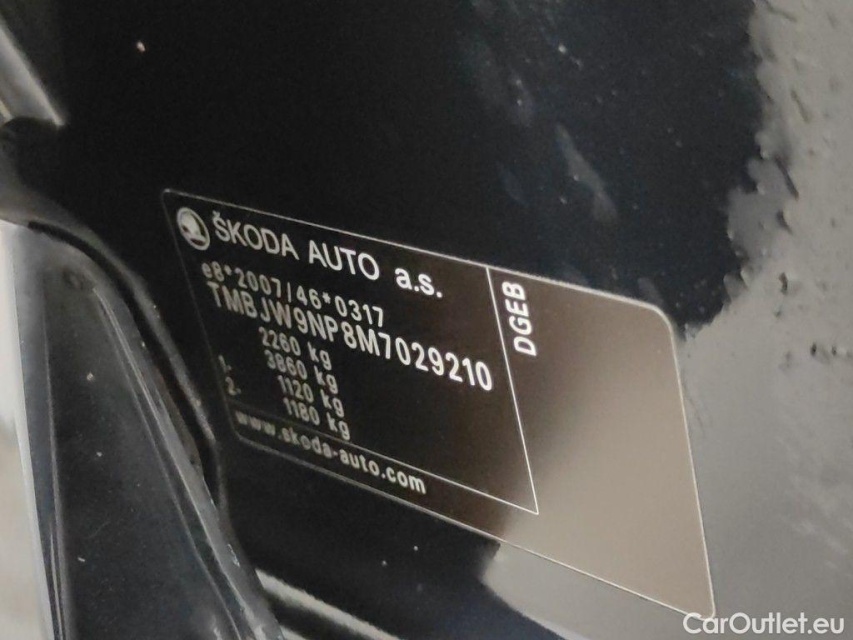 ŠKODA AUTO a.s.
e8*2007/46*0317
TMBJW9NP8M7029210
2260 kg
3860 kg
1. 1120 kg
2. 1180 kg
www.skoda-auto.com
DGEB
CarOutlet.eu